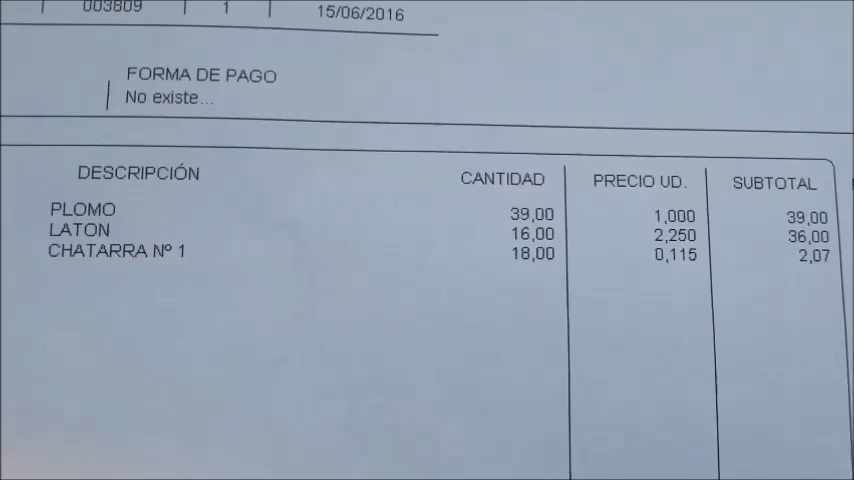 003809 1 15/06/2016
FORMA DE PAGO
No existe...
DESCRIPCIÓN CANTIDAD PRECIO UD. SUBTOTAL
PLOMO 39,00 1,000 39,00
LATON 16,00 2,250 36,00
CHATARRA Nº 1 18,00 0,115 2,07